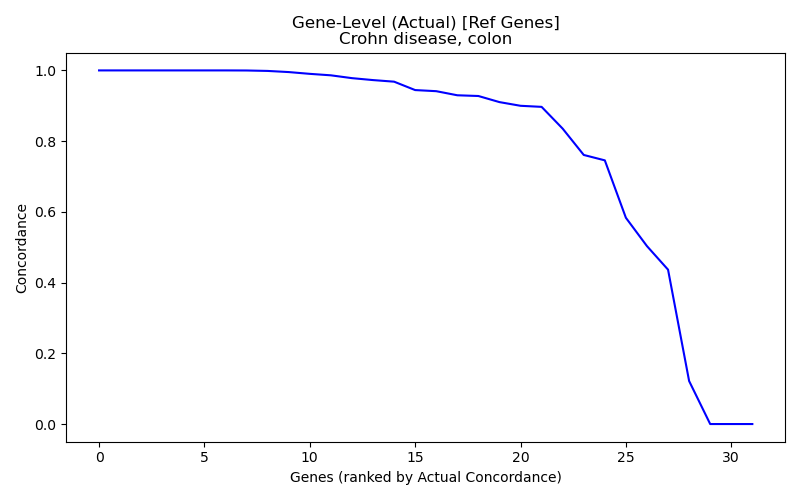 Gene-Level (Actual) [Ref Genes]
Crohn disease, colon
1.0
0.8
0.6
0.4
0.2
0.0
Concordance
0 5 10 15 20 25 30
Genes (ranked by Actual Concordance)